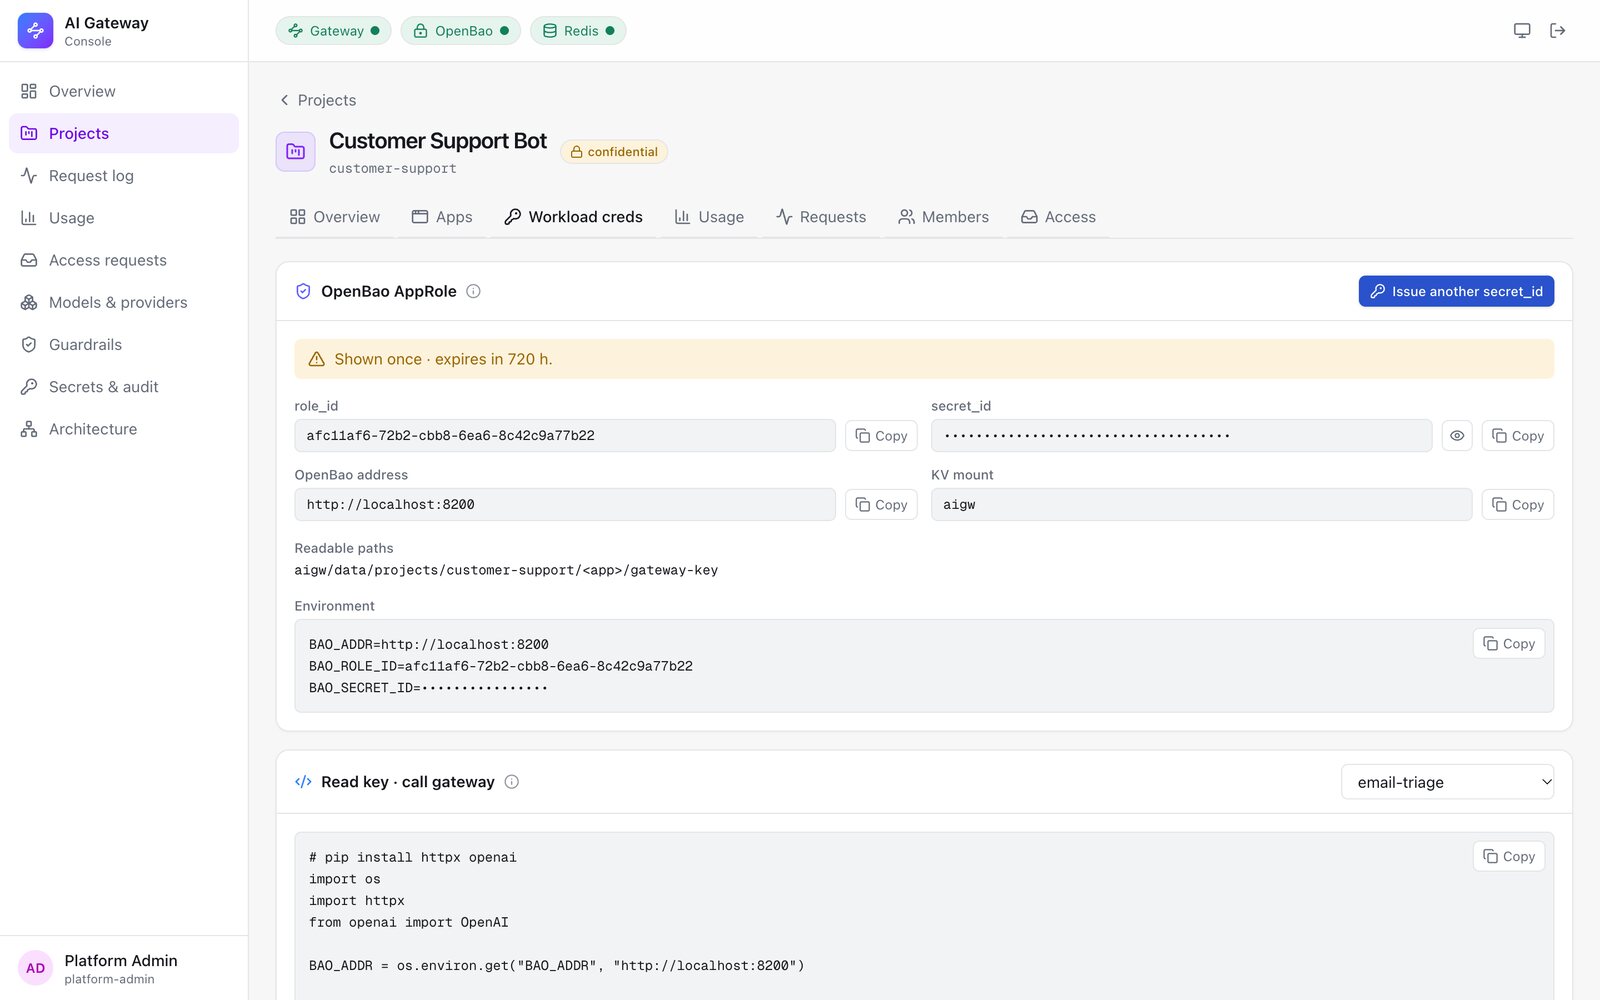 AI Gateway
Console
Gateway
OpenBao
Redis
Overview
Projects
Request log
Usage
Access requests
Models & providers
Guardrails
Secrets & audit
Architecture
AD
Platform Admin
platform-admin
Projects
Customer Support Bot
confidential
customer-support
Overview
Apps
Workload creds
Usage
Requests
Members
Access
OpenBao AppRole
Issue another secret_id
Shown once · expires in 720 h.
role_id
afc11af6-72b2-cbb8-6ea6-8c42c9a77b22
Copy
secret_id
••••••••••••••••••••••••••••••••••••
Copy
OpenBao address
http://localhost:8200
Copy
KV mount
aigw
Copy
Readable paths
aigw/data/projects/customer-support/<app>/gateway-key
Environment
BAO_ADDR=http://localhost:8200
BAO_ROLE_ID=afc11af6-72b2-cbb8-6ea6-8c42c9a77b22
BAO_SECRET_ID=••••••••••••••••
Copy
</> Read key · call gateway
email-triage
# pip install httpx openai
import os
import httpx
from openai import OpenAI
BAO_ADDR = os.environ.get("BAO_ADDR", "http://localhost:8200")
Copy